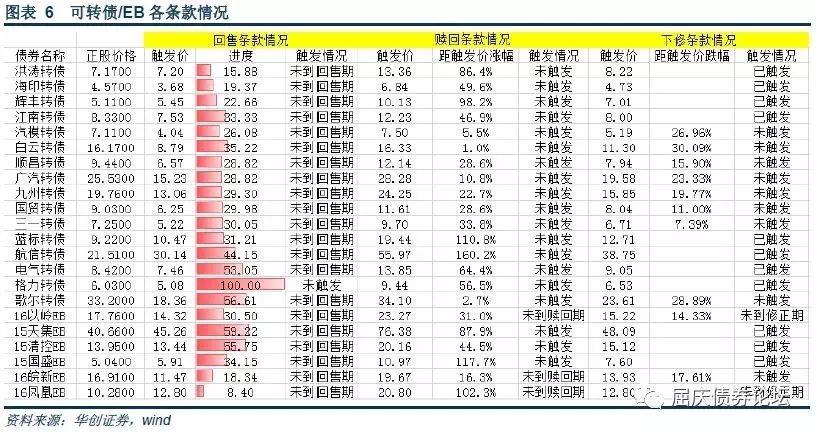 图表 6 可转债/EB 各条款情况
回售条款情况 赎回条款情况 下修条款情况
债券名称 正股价格 触发价 进度 触发情况 触发价 距触发价涨幅 触发情况 触发价 距触发价跌幅 触发情况
洪涛转债 7.1700 7.20 15.88 未到回售期 13.36 86.4% 未触发 8.22 已触发
海印转债 4.5700 3.68 19.37 未到回售期 6.84 49.6% 未触发 4.73 已触发
辉丰转债 5.1100 5.45 22.66 未到回售期 10.13 98.2% 未触发 7.01 已触发
江南转债 8.3300 7.53 33.33 未到回售期 12.23 46.9% 未触发 8.00 已触发
汽模转债 7.1100 4.04 26.08 未到回售期 7.50 5.5% 未触发 5.19 26.96% 未触发
白云转债 16.1700 8.79 35.22 未到回售期 16.33 1.0% 未触发 11.30 30.09% 未触发
顺昌转债 9.4400 6.57 28.82 未到回售期 12.14 28.6% 未触发 7.94 15.90% 未触发
广汽转债 25.5300 15.23 28.82 未到回售期 28.28 10.8% 未触发 19.58 23.33% 未触发
九州转债 19.7600 13.06 29.30 未到回售期 24.25 22.7% 未触发 15.85 19.77% 未触发
国贸转债 9.0300 6.25 29.98 未到回售期 11.61 28.6% 未触发 8.04 11.00% 未触发
三一转债 7.2500 5.22 30.05 未到回售期 9.70 33.8% 未触发 6.71 7.39% 未触发
蓝标转债 9.2200 10.47 31.21 未到回售期 19.44 110.8% 未触发 12.71 已触发
航信转债 21.5100 30.14 44.15 未到回售期 55.97 160.2% 未触发 38.75 已触发
电气转债 8.4200 7.46 53.05 未到回售期 13.85 64.4% 未触发 9.05 已触发
格力转债 6.0300 5.08 100.00 未触发 9.44 56.5% 未触发 6.53 已触发
歌尔转债 33.2000 18.36 56.61 未到回售期 34.10 2.7% 未触发 23.61 28.89% 未触发
16以岭EB 17.7600 14.32 30.50 未到回售期 23.27 31.0% 未到赎回期 15.22 14.33% 未到修正期
15天集EB 40.6600 45.26 59.22 未到回售期 76.38 87.9% 未触发 48.09 已触发
15清控EB 13.9500 13.44 55.75 未到回售期 20.16 44.5% 未触发 15.12 已触发
15国盛EB 5.0400 5.91 34.15 未到回售期 10.97 117.7% 未触发 7.60 已触发
16皖新EB 16.9100 11.47 18.34 未到回售期 19.67 16.3% 未到赎回期 13.93 17.61% 未触发
16凤凰EB 10.2800 12.80 8.40 未到回售期 20.80 102.3% 未到赎回期 12.80 未到修正期
屈庆债券论坛
资料来源：华创证券，wind